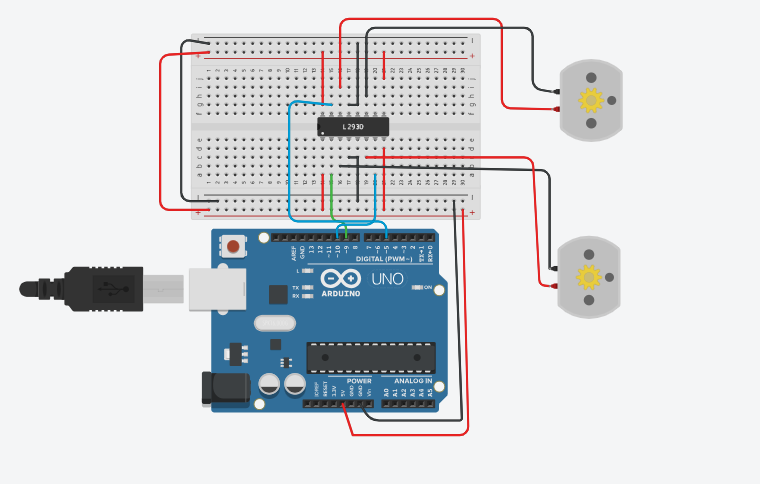 L293D
AREF
GND
13
12
~11
~10
~9
8
7
~6
~5
4
~3
2
TX→1
RX←0
DIGITAL (PWM~)
L
TX
RX
ARDUINO
UNO
ON
POWER
ANALOG IN
IOREF
RESET
3.3V
5V
GND
GND
Vin
A0
A1
A2
A3
A4
A5